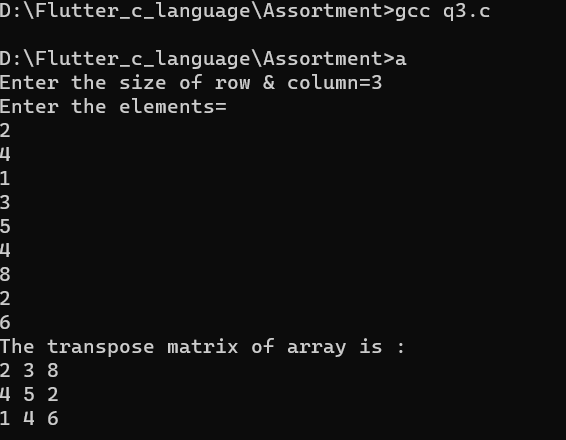 D:\Flutter_c_language\Assortment>gcc q3.c
D:\Flutter_c_language\Assortment>a
Enter the size of row & column=3
Enter the elements=
2
4
1
3
5
4
8
2
6
The transpose matrix of array is :
2 3 8
4 5 2
1 4 6